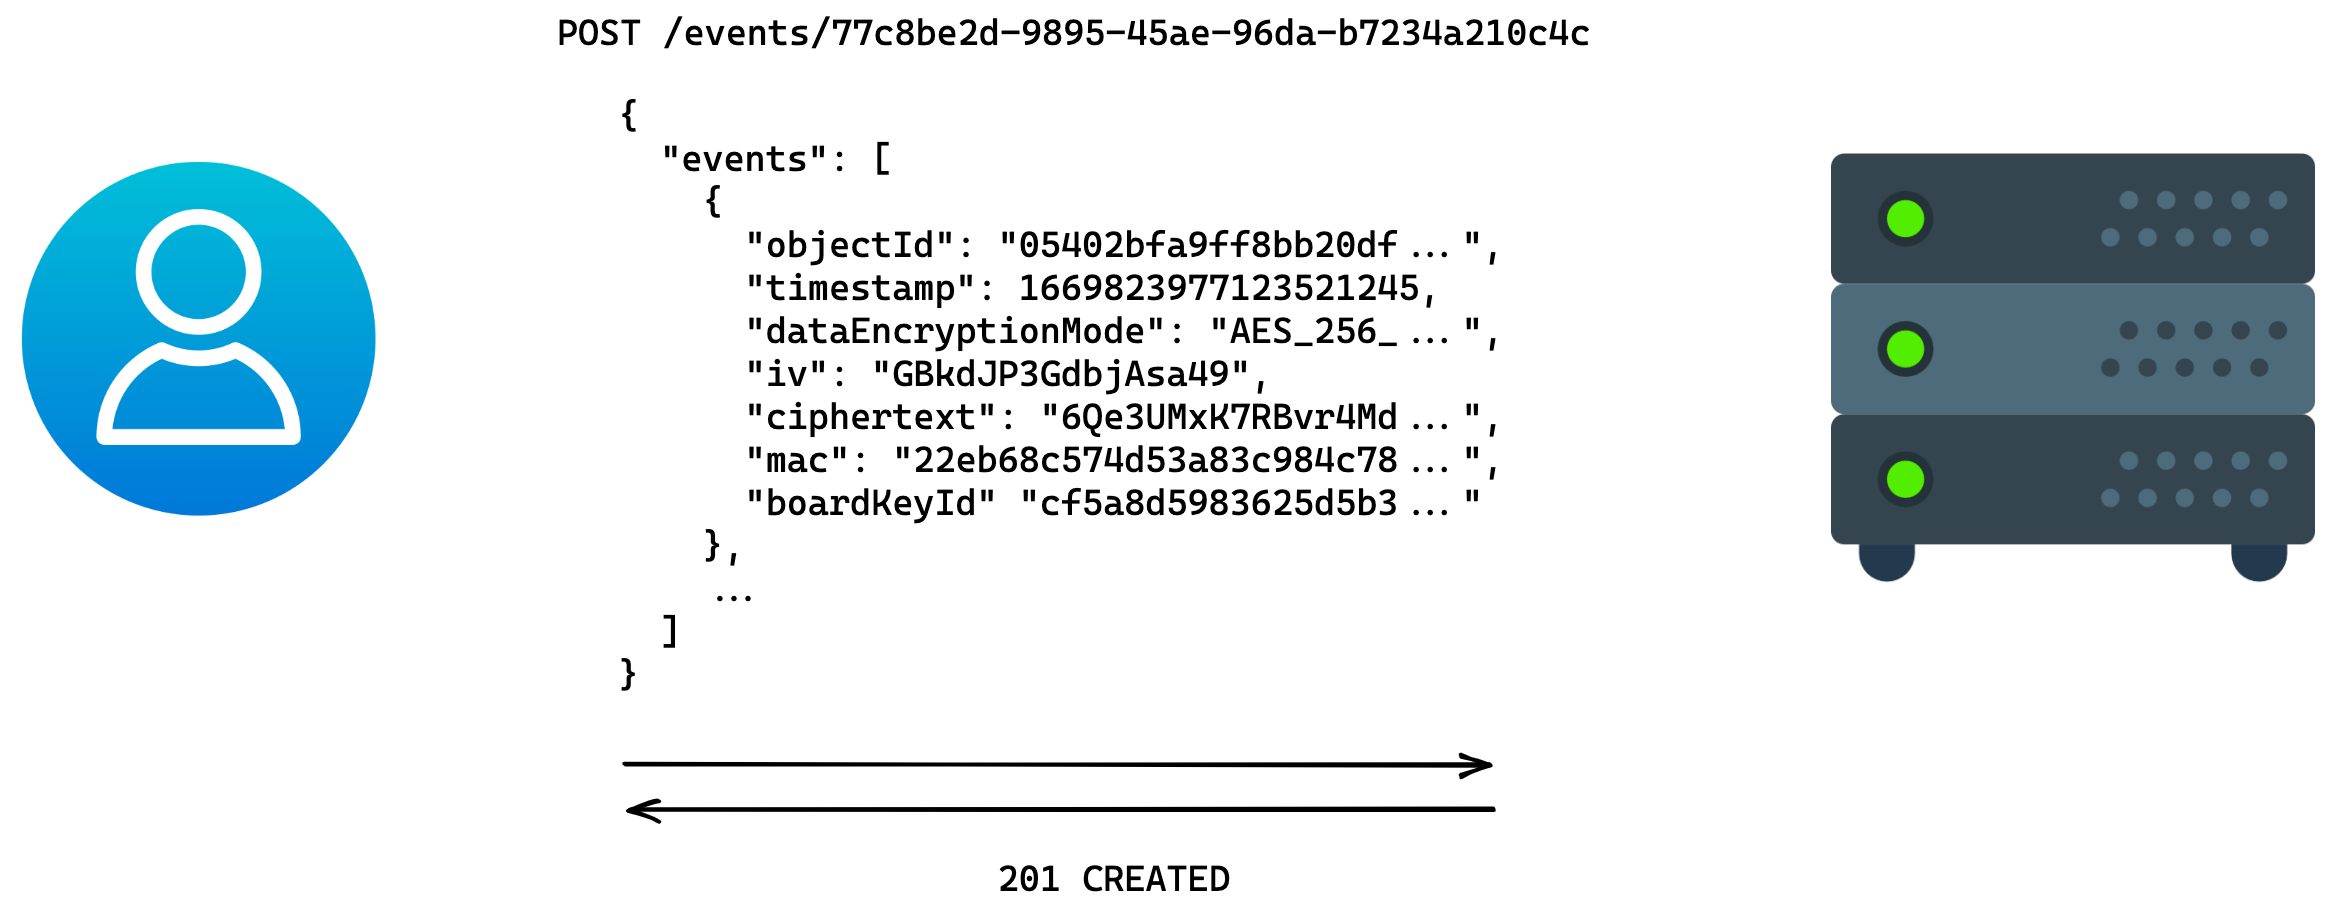 POST /events/77c8be2d-9895-45ae-96da-b7234a210c4c
{
"events": [
{
"objectId": "05402bfa9ff8bb20df...",
"timestamp": 1669823977123521245,
"dataEncryptionMode": "AES_256_...",
"iv": "GBkdJP3GdbjAsa49",
"ciphertext": "6Qe3UMxK7RBvr4Md...",
"mac": "22eb68c574d53a83c984c78...",
"boardKeyId" "cf5a8d5983625d5b3..."
},
...
]
}
201 CREATED